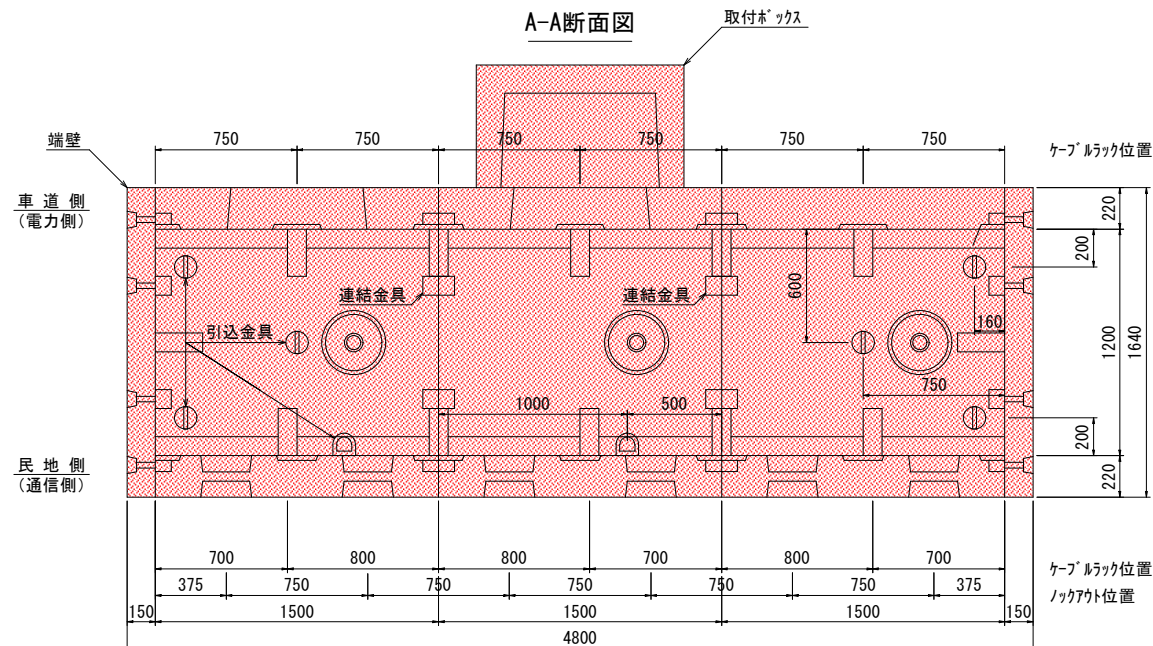 A-A断面図
取付ﾎﾞックス
750 750 750 750 750 750
端壁
ｹｰﾌﾞﾙﾗｯｸ位置
車道側
(電力側)
220
200
連結金具
連結金具
600
引込金具
160
1200
1640
750
1000
500
200
民地側
(通信側)
220
700 800 800 700 800 700
ｹｰﾌﾞﾙﾗｯｸ位置
375 750 750 750 750 750 375
ﾉｯｸｱｳﾄ位置
150 1500 1500 1500 150
4800